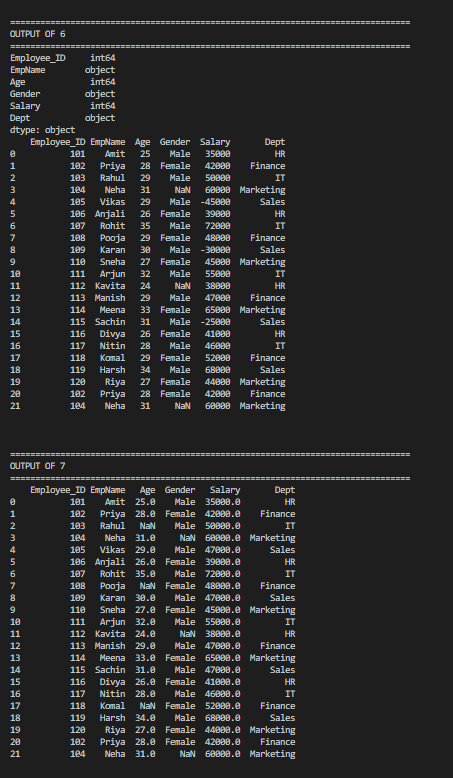 ================================================================================
OUTPUT OF 6
================================================================================
Employee_ID     int64
EmpName        object
Age             int64
Gender         object
Salary          int64
Dept           object
dtype: object
    Employee_ID EmpName  Age  Gender  Salary       Dept
0           101    Amit   25    Male   35000         HR
1           102   Priya   28  Female   42000    Finance
2           103   Rahul   29    Male   50000         IT
3           104    Neha   31     NaN   60000  Marketing
4           105   Vikas   29    Male  -45000      Sales
5           106  Anjali   26  Female   39000         HR
6           107   Rohit   35    Male   72000         IT
7           108   Pooja   29  Female   48000    Finance
8           109   Karan   30    Male  -30000      Sales
9           110   Sneha   27  Female   45000  Marketing
10          111   Arjun   32    Male   55000         IT
11          112  Kavita   24     NaN   38000         HR
12          113  Manish   29    Male   47000    Finance
13          114   Meena   33  Female   65000  Marketing
14          115  Sachin   31    Male  -25000      Sales
15          116   Divya   26  Female   41000         HR
16          117   Nitin   28    Male   46000         IT
17          118   Komal   29  Female   52000    Finance
18          119   Harsh   34    Male   68000      Sales
19          120    Riya   27  Female   44000  Marketing
20          102   Priya   28  Female   42000    Finance
21          104    Neha   31     NaN   60000  Marketing
================================================================================
OUTPUT OF 7
================================================================================
    Employee_ID EmpName   Age  Gender   Salary       Dept
0           101    Amit  25.0    Male  35000.0         HR
1           102   Priya  28.0  Female  42000.0    Finance
2           103   Rahul   NaN    Male  50000.0         IT
3           104    Neha  31.0     NaN  60000.0  Marketing
4           105   Vikas  29.0    Male  47000.0      Sales
5           106  Anjali  26.0  Female  39000.0         HR
6           107   Rohit  35.0    Male  72000.0         IT
7           108   Pooja   NaN  Female  48000.0    Finance
8           109   Karan  30.0    Male  47000.0      Sales
9           110   Sneha  27.0  Female  45000.0  Marketing
10          111   Arjun  32.0    Male  55000.0         IT
11          112  Kavita  24.0     NaN  38000.0         HR
12          113  Manish  29.0    Male  47000.0    Finance
13          114   Meena  33.0  Female  65000.0  Marketing
14          115  Sachin  31.0    Male  47000.0      Sales
15          116   Divya  26.0  Female  41000.0         HR
16          117   Nitin  28.0    Male  46000.0         IT
17          118   Komal   NaN  Female  52000.0    Finance
18          119   Harsh  34.0    Male  68000.0      Sales
19          120    Riya  27.0  Female  44000.0  Marketing
20          102   Priya  28.0  Female  42000.0    Finance
21          104    Neha  31.0     NaN  60000.0  Marketing